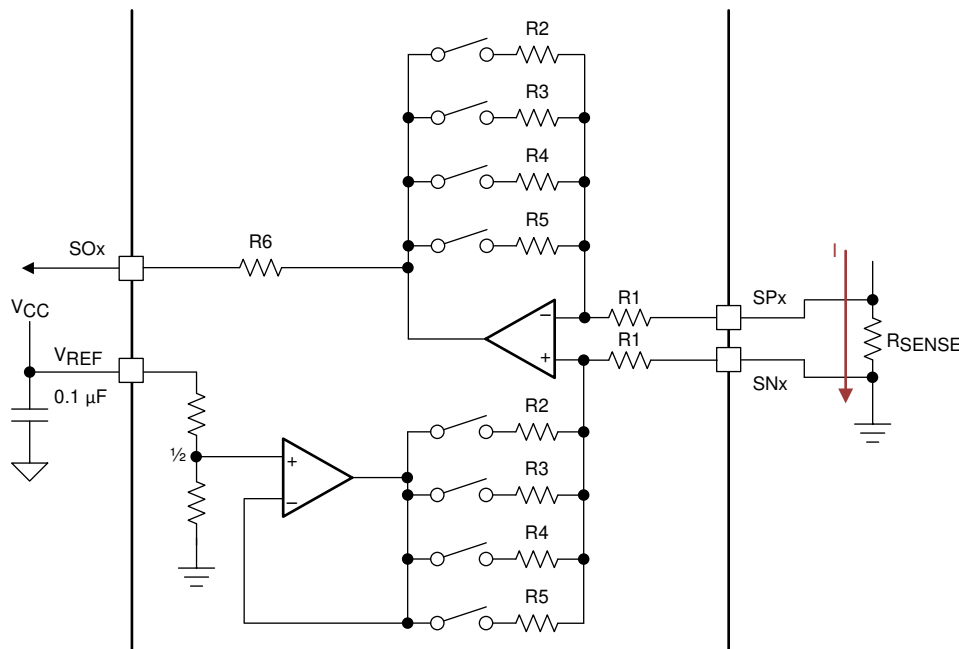 R2
R3
R4
R5
SOx
R6
I
R1
SPx
VCC
R1
RSENSE
VREF
SNx
0.1 µF
R2
½
R3
R4
R5